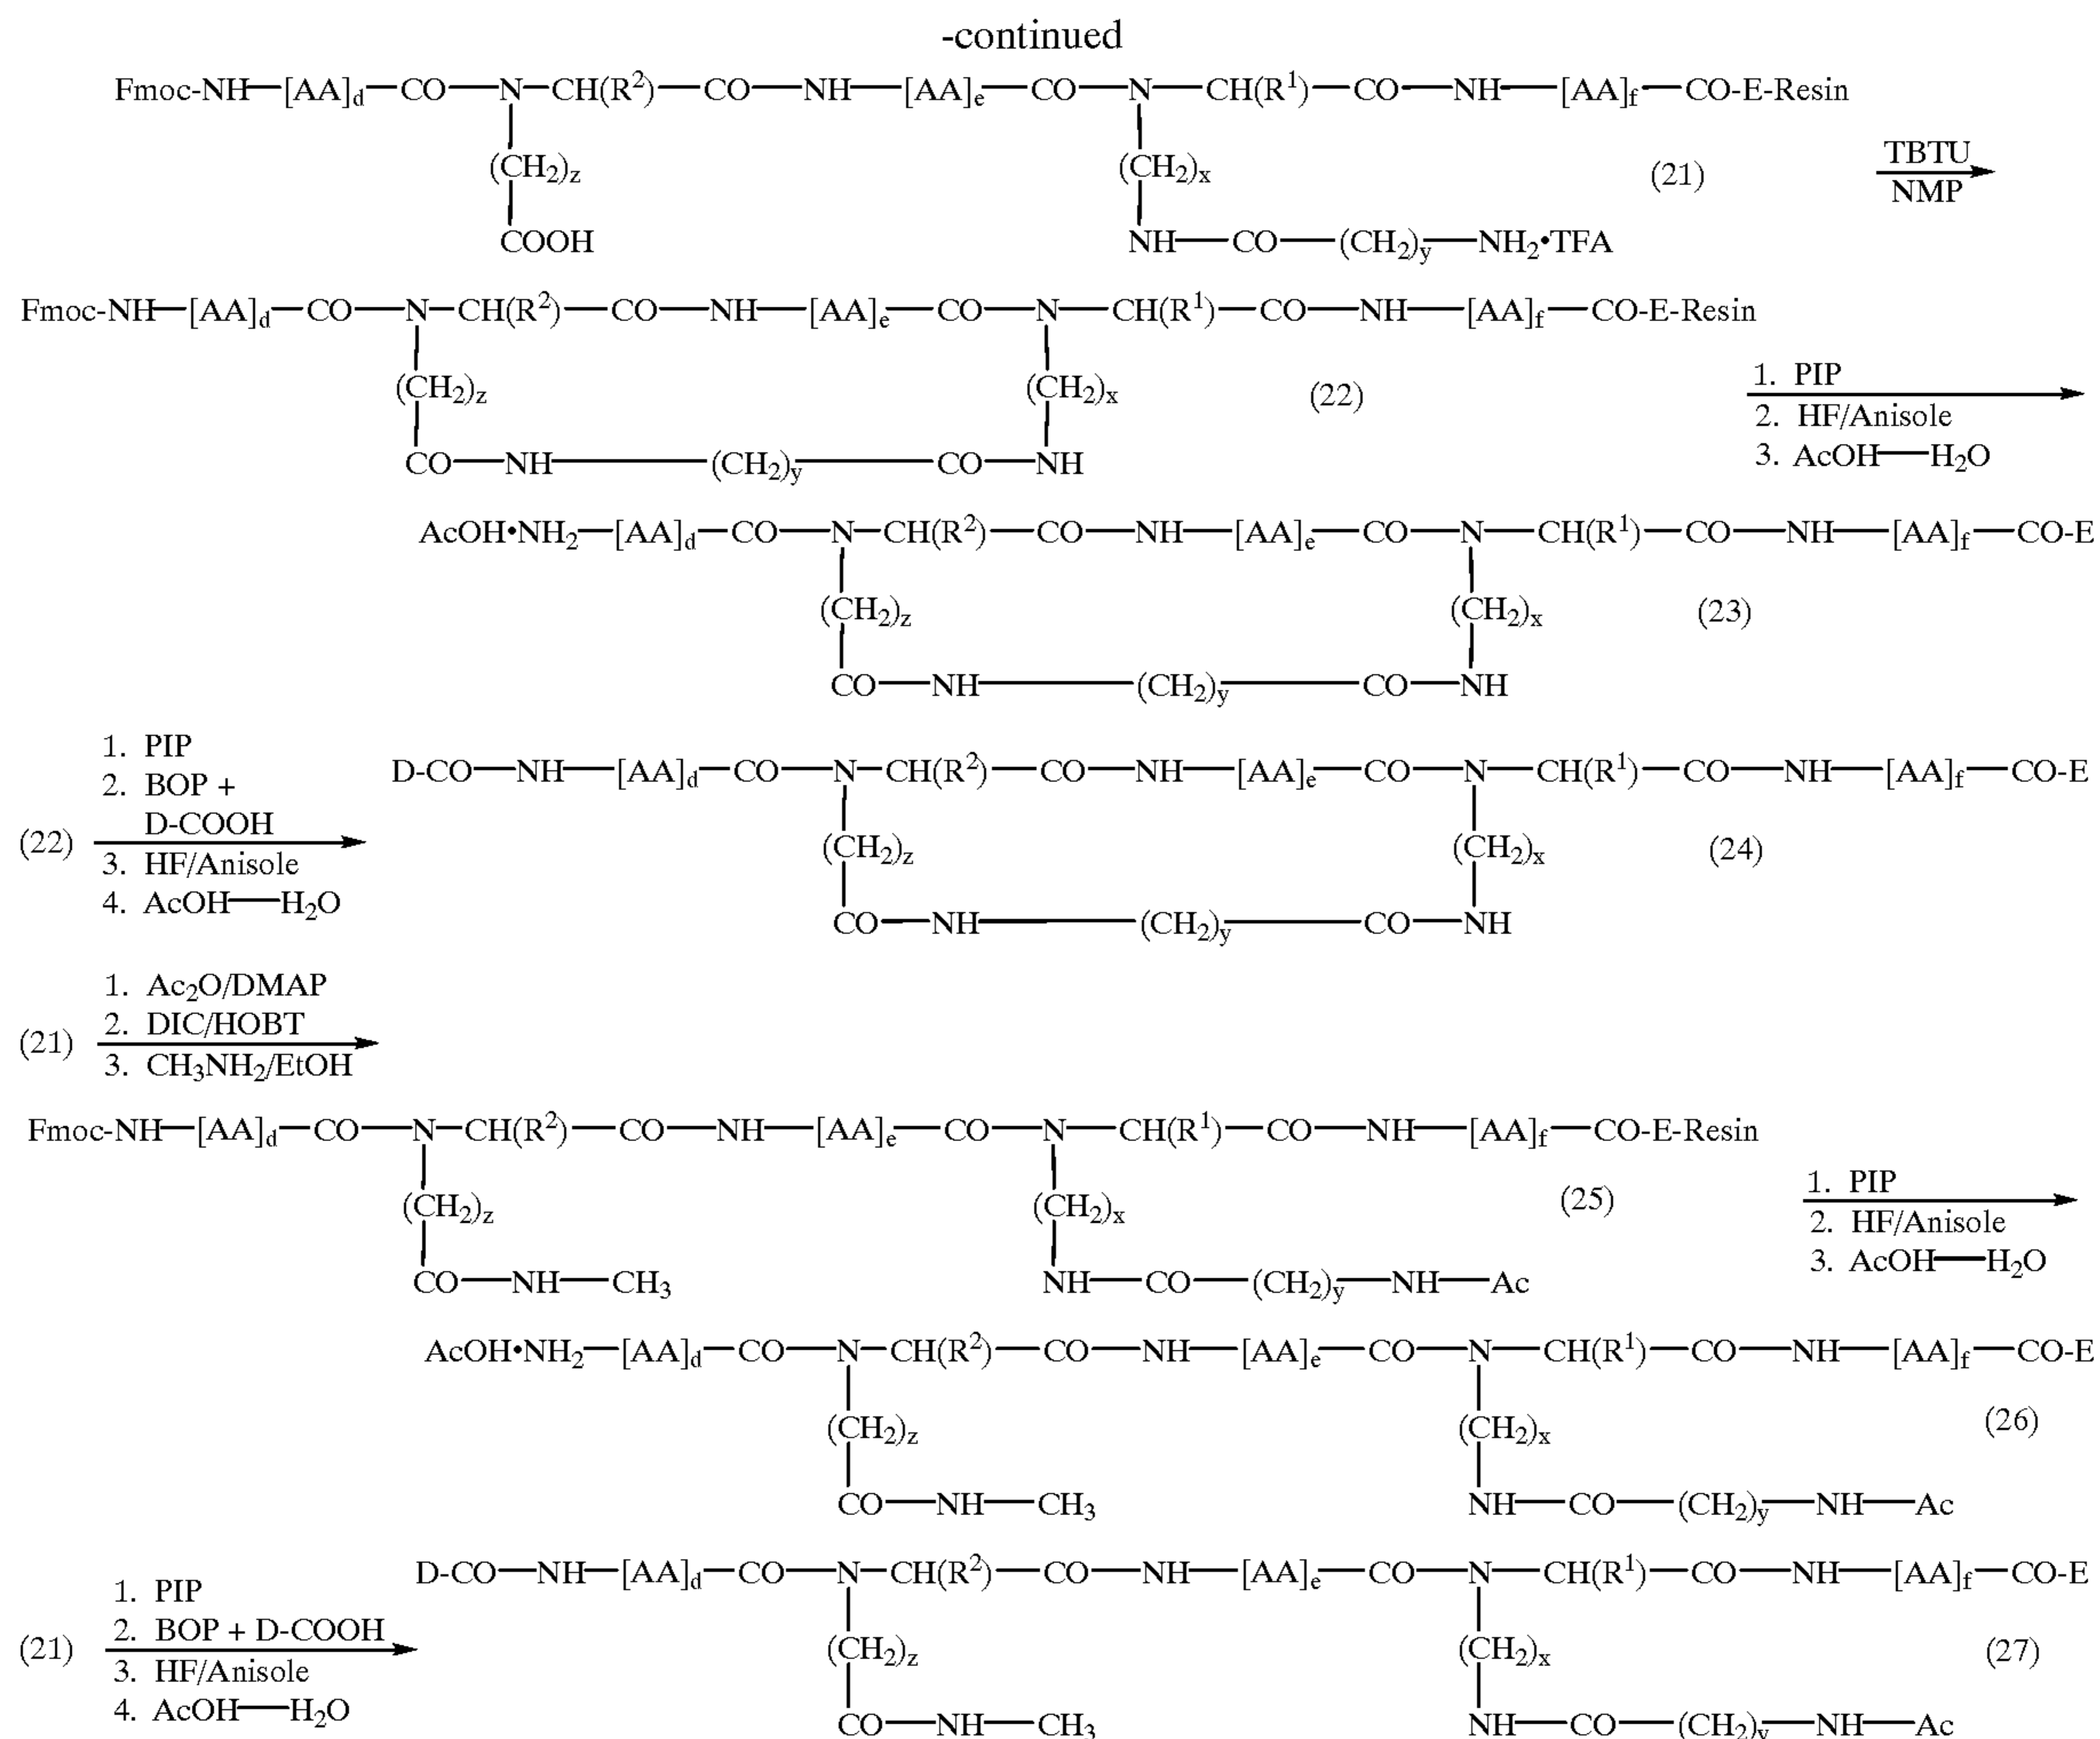 -continued
Fmoc-NH—[AA]d—CO—N—CH(R²)—CO—NH—[AA]e—CO—N—CH(R¹)—CO—NH—[AA]f—CO-E-Resin
(CH₂)z (CH₂)x (21) TBTU
NMP
COOH NH—CO—(CH₂)y—NH₂•TFA
Fmoc-NH—[AA]d—CO—N—CH(R²)—CO—NH—[AA]e—CO—N—CH(R¹)—CO—NH—[AA]f—CO-E-Resin
(CH₂)z (CH₂)x (22)
1. PIP
2. HF/Anisole
3. AcOH—H₂O
CO—NH—(CH₂)y—CO—NH
AcOH•NH₂—[AA]d—CO—N—CH(R²)—CO—NH—[AA]e—CO—N—CH(R¹)—CO—NH—[AA]f—CO-E
(CH₂)z (CH₂)x (23)
CO—NH—(CH₂)y—CO—NH
(22)
1. PIP
2. BOP +
D-COOH
3. HF/Anisole
4. AcOH—H₂O
D-CO—NH—[AA]d—CO—N—CH(R²)—CO—NH—[AA]e—CO—N—CH(R¹)—CO—NH—[AA]f—CO-E
(CH₂)z (CH₂)x (24)
CO—NH—(CH₂)y—CO—NH
(21)
1. Ac₂O/DMAP
2. DIC/HOBT
3. CH₃NH₂/EtOH
Fmoc-NH—[AA]d—CO—N—CH(R²)—CO—NH—[AA]e—CO—N—CH(R¹)—CO—NH—[AA]f—CO-E-Resin
(CH₂)z (CH₂)x (25)
1. PIP
2. HF/Anisole
3. AcOH—H₂O
CO—NH—CH₃ NH—CO—(CH₂)y—NH—Ac
AcOH•NH₂—[AA]d—CO—N—CH(R²)—CO—NH—[AA]e—CO—N—CH(R¹)—CO—NH—[AA]f—CO-E
(CH₂)z (CH₂)x (26)
CO—NH—CH₃ NH—CO—(CH₂)y—NH—Ac
(21)
1. PIP
2. BOP + D-COOH
3. HF/Anisole
4. AcOH—H₂O
D-CO—NH—[AA]d—CO—N—CH(R²)—CO—NH—[AA]e—CO—N—CH(R¹)—CO—NH—[AA]f—CO-E
(CH₂)z (CH₂)x (27)
CO—NH—CH₃ NH—CO—(CH₂)y—NH—Ac